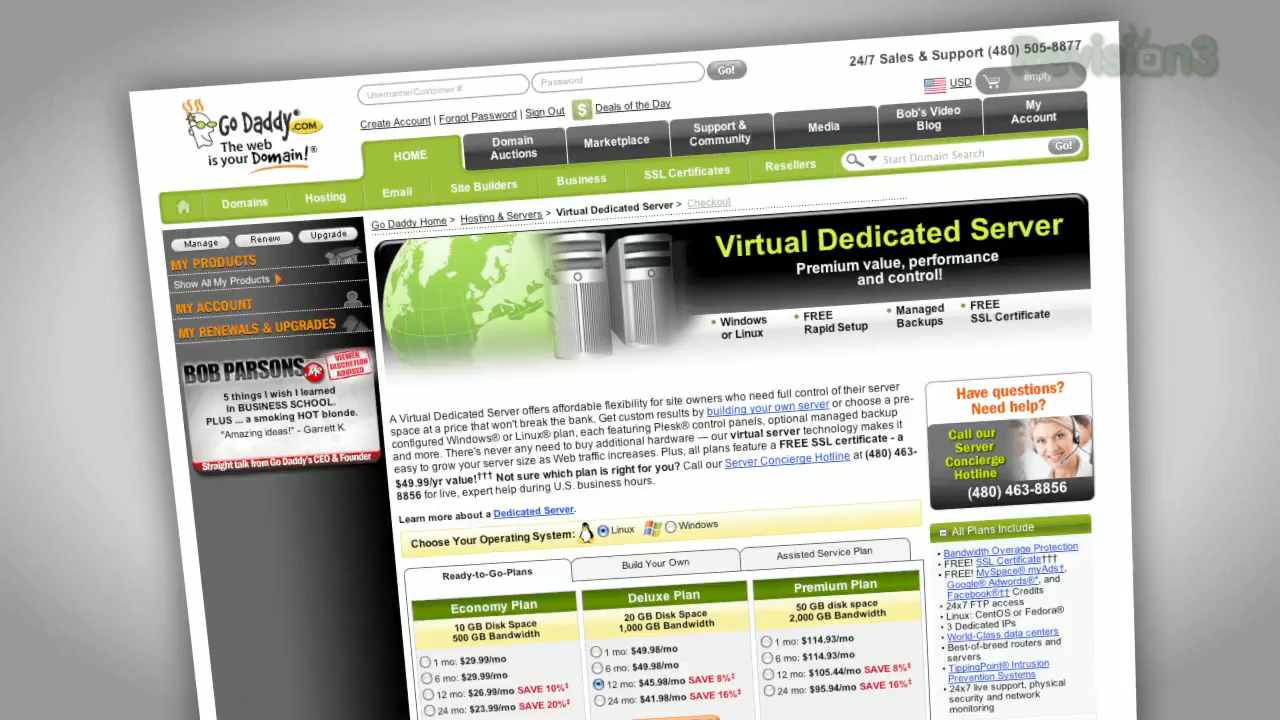 Revision3
24/7 Sales & Support (480) 505-8877
Username/Customer #
Password
Go!
USD
empty
Create Account | Forgot Password | Sign Out
$
Deals of the Day
Go Daddy
.COM
The web
is your Domain!®
HOME
Domain
Auctions
Marketplace
Support &
Community
Media
Bob's Video
Blog
My
Account
Domains
Hosting
Email
Site Builders
Business
SSL Certificates
Resellers
Start Domain Search
Go!
Manage
Renew
Upgrade
MY PRODUCTS
Show All My Products
MY ACCOUNT
MY RENEWALS & UPGRADES
BOB PARSONS
.Me
VIEWER
DISCRETION
ADVISED
5 things I wish I learned
in BUSINESS SCHOOL.
PLUS ... a smoking HOT blonde.
"Amazing ideas!" - Garrett K.
Straight talk from Go Daddy's CEO & Founder
Go Daddy Home > Hosting & Servers > Virtual Dedicated Server > Checkout
Virtual Dedicated Server
Premium value, performance
and control!
• Windows
or Linux
• FREE
Rapid Setup
• Managed
Backups
• FREE
SSL Certificate
A Virtual Dedicated Server offers affordable flexibility for site owners who need full control of their server
space at a price that won't break the bank. Get custom results by building your own server or choose a pre-
configured Windows® or Linux® plan, each featuring Plesk® control panels, optional managed backup
and more. There's never any need to buy additional hardware — our virtual server technology makes it
easy to grow your server size as Web traffic increases. Plus, all plans feature a FREE SSL certificate - a
$49.99/yr value!††† Not sure which plan is right for you? Call our Server Concierge Hotline at (480) 463-
8856 for live, expert help during U.S. business hours.
Learn more about a Dedicated Server.
Choose Your Operating System: Linux Windows
Ready-to-Go-Plans
Build Your Own
Assisted Service Plan
Economy Plan
10 GB Disk Space
500 GB Bandwidth
1 mo: $29.99/mo
6 mo: $29.99/mo
12 mo: $26.99/mo SAVE 10%‡
24 mo: $23.99/mo SAVE 20%‡
Deluxe Plan
20 GB Disk Space
1,000 GB Bandwidth
1 mo: $49.98/mo
6 mo: $49.98/mo
12 mo: $45.98/mo SAVE 8%‡
24 mo: $41.98/mo SAVE 16%‡
Premium Plan
50 GB disk space
2,000 GB Bandwidth
1 mo: $114.93/mo
6 mo: $114.93/mo
12 mo: $105.44/mo SAVE 8%‡
24 mo: $95.94/mo SAVE 16%‡
Have questions?
Need help?
Call our
Server
Concierge
Hotline
(480) 463-8856
All Plans Include
• Bandwidth Overage Protection
• FREE! SSL Certificate†††
• FREE! MySpace® myAds†,
Google® Adwords®*, and
Facebook®†† Credits
• 24x7 FTP access
• Linux: CentOS or Fedora®
• 3 Dedicated IPs
• World-Class data centers
• Best-of-breed routers and
servers
• TippingPoint® Intrusion
Prevention Systems
• 24x7 live support, physical
security and network
monitoring